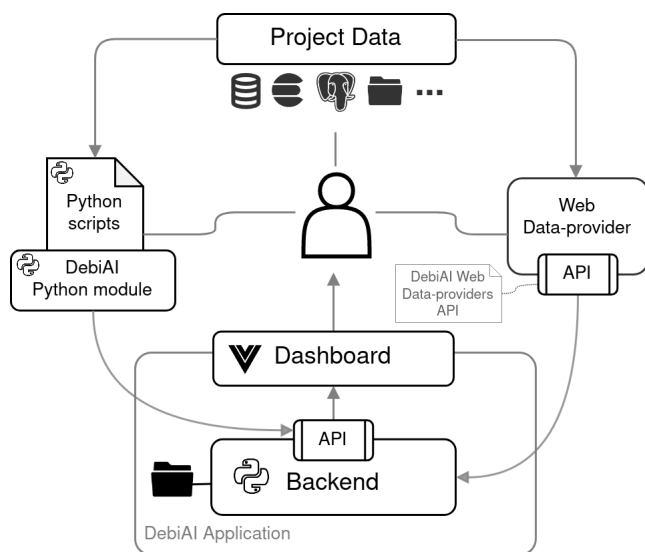 Project Data
Python
scripts
DebiAI
Python module
Web
Data-provider
API
DebiAI Web
Data-providers
API
Dashboard
API
Backend
DebiAI Application